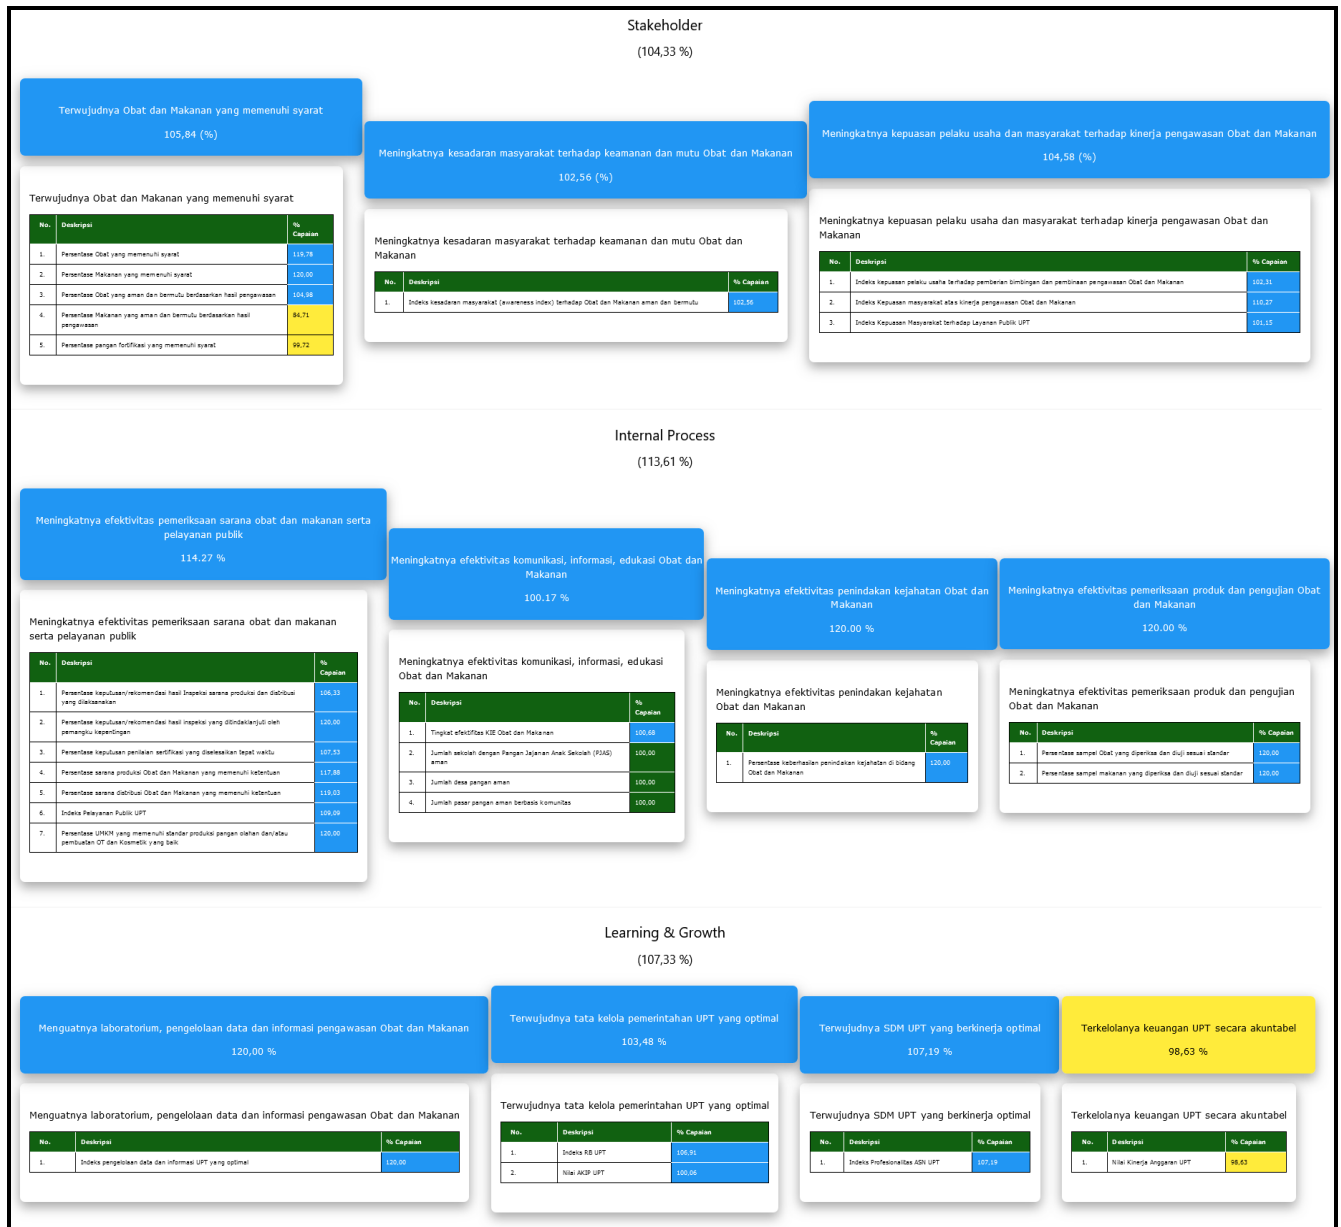 Stakeholder
(104,33 %)
Terwujudnya Obat dan Makanan yang memenuhi syarat
105,84 (%)
Terwujudnya Obat dan Makanan yang memenuhi syarat
No. Deskripsi %
Capaian
1. Persentase Obat yang memenuhi syarat 119,78
2. Persentase Makanan yang memenuhi syarat 120,00
3. Persentase Obat yang aman dan bermutu berdasarkan hasil pengawasan 104,98
4. Persentase Makanan yang aman dan bermutu berdasarkan hasil 84,71
pengawasan
5. Persentase pangan fortifikasi yang memenuhi syarat 99,72
Meningkatnya kesadaran masyarakat terhadap keamanan dan mutu Obat dan Makanan
102,56 (%)
Meningkatnya kesadaran masyarakat terhadap keamanan dan mutu Obat dan
Makanan
No. Deskripsi % Capaian
1. Indeks kesadaran masyarakat (awareness index) terhadap Obat dan Makanan aman dan bermutu 102,56
Meningkatnya kepuasan pelaku usaha dan masyarakat terhadap kinerja pengawasan Obat dan Makanan
104,58 (%)
Meningkatnya kepuasan pelaku usaha dan masyarakat terhadap kinerja pengawasan Obat dan
Makanan
No. Deskripsi % Capaian
1. Indeks kepuasan pelaku usaha terhadap pemberian bimbingan dan pembinaan pengawasan Obat dan Makanan 102,31
2. Indeks Kepuasan masyarakat atas kinerja pengawasan Obat dan Makanan 110,27
3. Indeks Kepuasan Masyarakat terhadap Layanan Publik UPT 101,15
Internal Process
(113,61 %)
Meningkatnya efektivitas pemeriksaan sarana obat dan makanan serta
pelayanan publik
114.27 %
Meningkatnya efektivitas pemeriksaan sarana obat dan makanan
serta pelayanan publik
No. Deskripsi %
Capaian
1. Persentase keputusan/rekomendasi hasil Inspeksi sarana produksi dan distribusi 106,33
yang dilaksanakan
2. Persentase keputusan/rekomendasi hasil inspeksi yang ditindaklanjuti oleh 120,00
pemangku kepentingan
3. Persentase keputusan penilaian sertifikasi yang diselesaikan tepat waktu 107,53
4. Persentase sarana produksi Obat dan Makanan yang memenuhi ketentuan 117,88
5. Persentase sarana distribusi Obat dan Makanan yang memenuhi ketentuan 119,03
6. Indeks Pelayanan Publik UPT 109,09
7. Persentase UMKM yang memenuhi standar produksi pangan olahan dan/atau 120,00
pembuatan OT dan Kosmetik yang baik
Meningkatnya efektivitas komunikasi, informasi, edukasi Obat dan
Makanan
100.17 %
Meningkatnya efektivitas komunikasi, informasi, edukasi
Obat dan Makanan
No. Deskripsi %
Capaian
1. Tingkat efektifitas KIE Obat dan Makanan 100,68
2. Jumlah sekolah dengan Pangan Jajanan Anak Sekolah (PJAS) 100,00
aman
3. Jumlah desa pangan aman 100,00
4. Jumlah pasar pangan aman berbasis komunitas 100,00
Meningkatnya efektivitas penindakan kejahatan Obat dan
Makanan
120.00 %
Meningkatnya efektivitas penindakan kejahatan
Obat dan Makanan
No. Deskripsi %
Capaian
1. Persentase keberhasilan penindakan kejahatan di bidang 120,00
Obat dan Makanan
Meningkatnya efektivitas pemeriksaan produk dan pengujian Obat
dan Makanan
120.00 %
Meningkatnya efektivitas pemeriksaan produk dan pengujian
Obat dan Makanan
No. Deskripsi % Capaian
1. Persentase sampel Obat yang diperiksa dan diuji sesuai standar 120,00
2. Persentase sampel makanan yang diperiksa dan diuji sesuai standar 120,00
Learning & Growth
(107,33 %)
Menguatnya laboratorium, pengelolaan data dan informasi pengawasan Obat dan Makanan
120,00 %
Menguatnya laboratorium, pengelolaan data dan informasi pengawasan Obat dan Makanan
No. Deskripsi % Capaian
1. Indeks pengelolaan data dan informasi UPT yang optimal 120,00
Terwujudnya tata kelola pemerintahan UPT yang optimal
103,48 %
Terwujudnya tata kelola pemerintahan UPT yang optimal
No. Deskripsi % Capaian
1. Indeks RB UPT 106,91
2. Nilai AKIP UPT 100,06
Terwujudnya SDM UPT yang berkinerja optimal
107,19 %
Terwujudnya SDM UPT yang berkinerja optimal
No. Deskripsi % Capaian
1. Indeks Profesionalitas ASN UPT 107,19
Terkelolanya keuangan UPT secara akuntabel
98,63 %
Terkelolanya keuangan UPT secara akuntabel
No. Deskripsi % Capaian
1. Nilai Kinerja Anggaran UPT 98,63